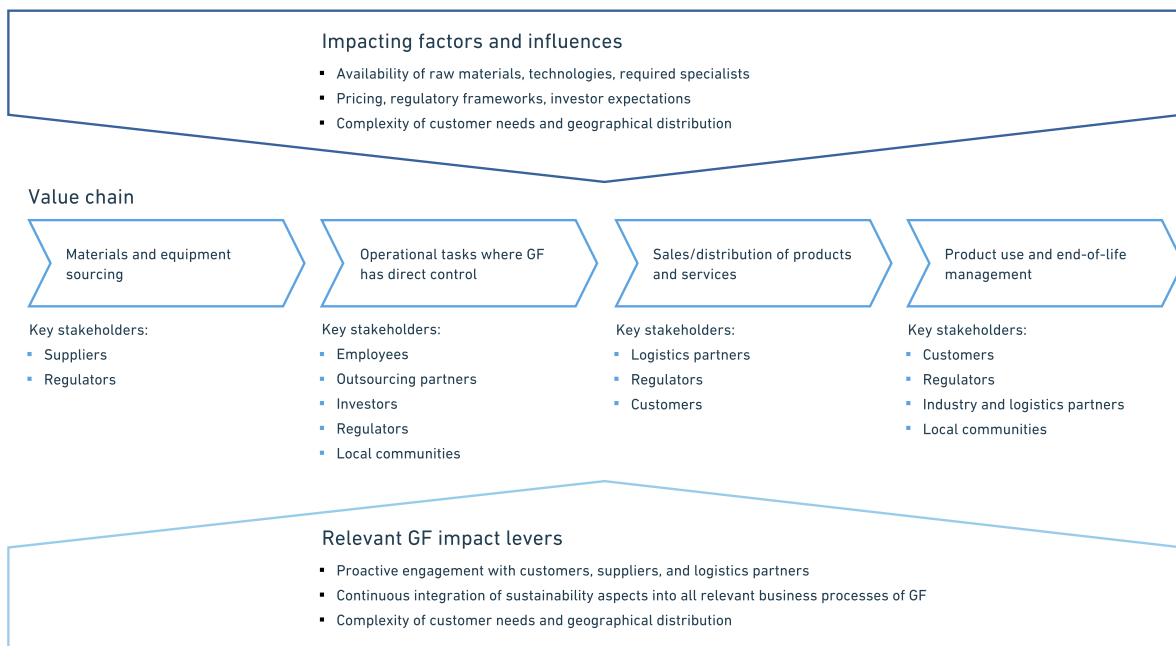 Impacting factors and influences
▪ Availability of raw materials, technologies, required specialists
▪ Pricing, regulatory frameworks, investor expectations
▪ Complexity of customer needs and geographical distribution
Value chain
Materials and equipment
sourcing
Key stakeholders:
▪ Suppliers
▪ Regulators
Operational tasks where GF
has direct control
Key stakeholders:
▪ Employees
▪ Outsourcing partners
▪ Investors
▪ Regulators
▪ Local communities
Sales/distribution of products
and services
Key stakeholders:
▪ Logistics partners
▪ Regulators
▪ Customers
Product use and end-of-life
management
Key stakeholders:
▪ Customers
▪ Regulators
▪ Industry and logistics partners
▪ Local communities
Relevant GF impact levers
▪ Proactive engagement with customers, suppliers, and logistics partners
▪ Continuous integration of sustainability aspects into all relevant business processes of GF
▪ Complexity of customer needs and geographical distribution